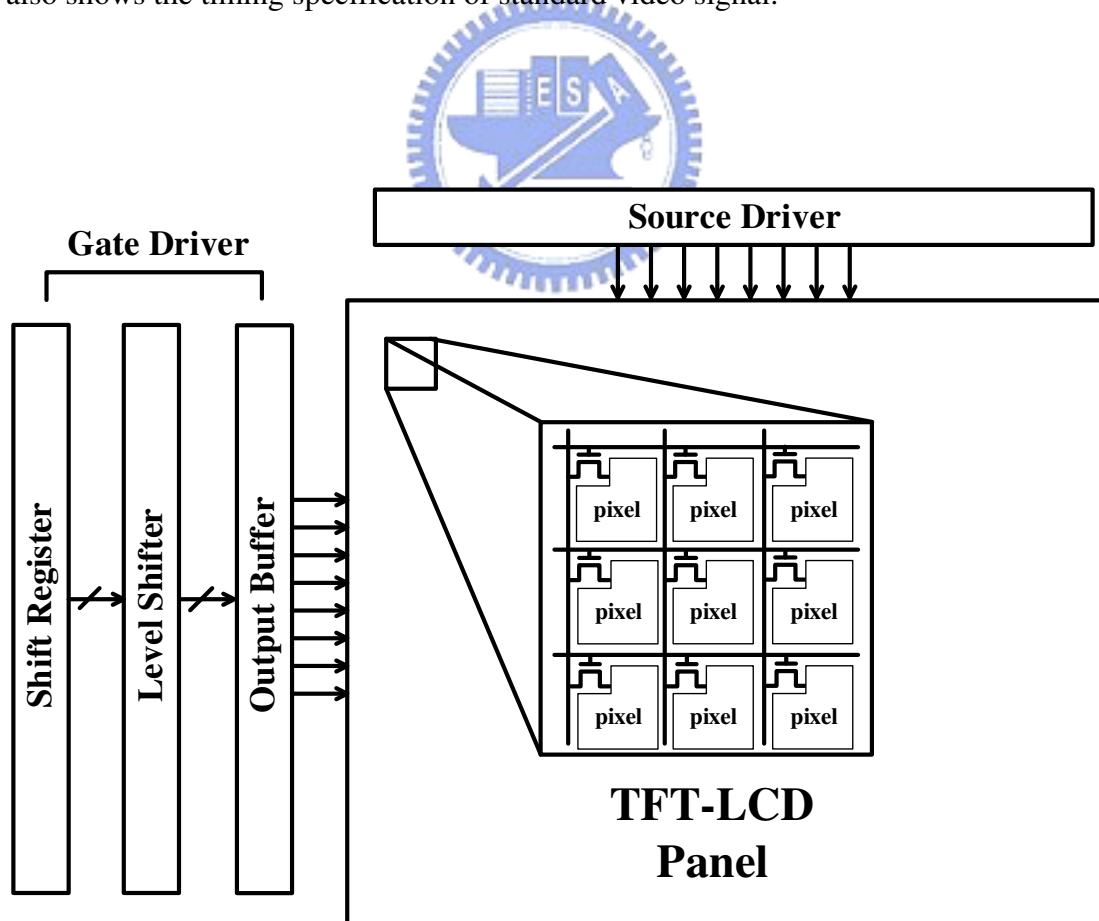 also shows the timing specification of standard video signal.
ESA
Source Driver
Gate Driver
Shift Register
Level Shifter
Output Buffer
pixel pixel pixel
pixel pixel pixel
pixel pixel pixel
TFT-LCD
Panel